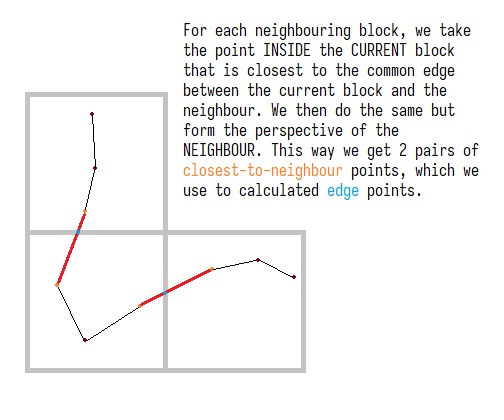 For each neighbouring block, we take
the point INSIDE the CURRENT block
that is closest to the common edge
between the current block and the
neighbour. We then do the same but
form the perspective of the
NEIGHBOUR. This way we get 2 pairs of
closest-to-neighbour points, which we
use to calculated edge points.